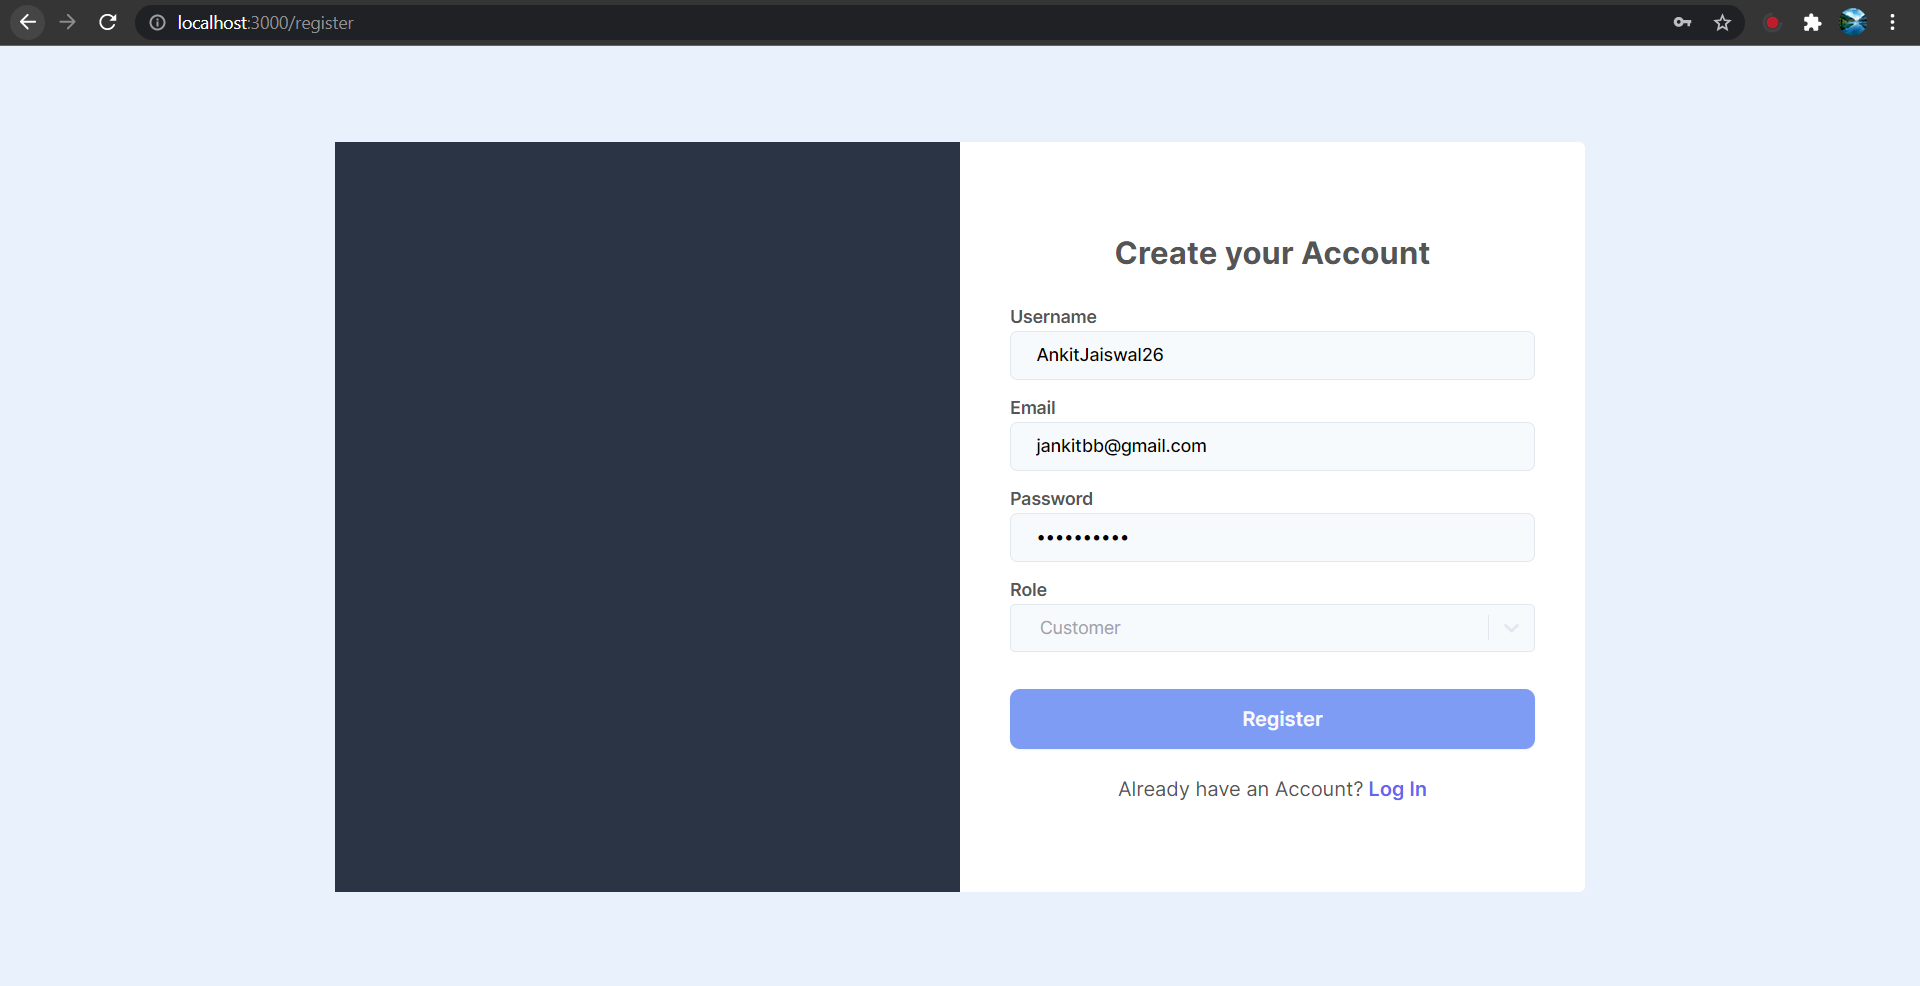 localhost:3000/register
Create your Account
Username
AnkitJaiswal26
Email
jankitbb@gmail.com
Password
••••••••••
Role
Customer
Register
Already have an Account? Log In